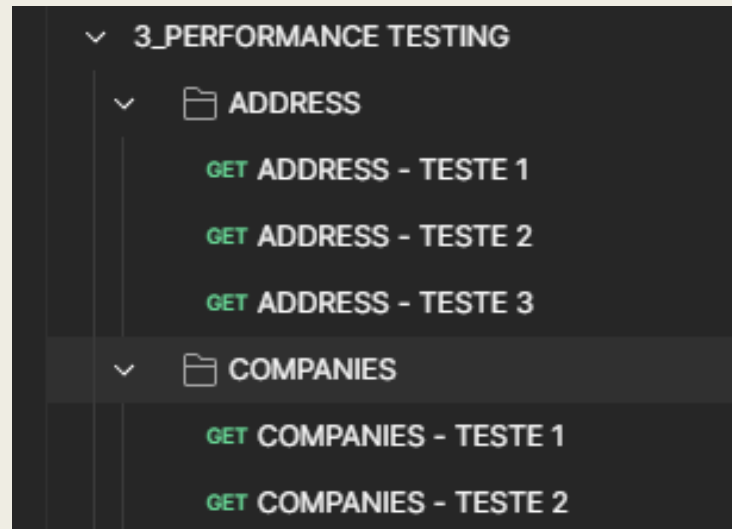 3_PERFORMANCE TESTING
ADDRESS
GET ADDRESS - TESTE 1
GET ADDRESS - TESTE 2
GET ADDRESS - TESTE 3
COMPANIES
GET COMPANIES - TESTE 1
GET COMPANIES - TESTE 2